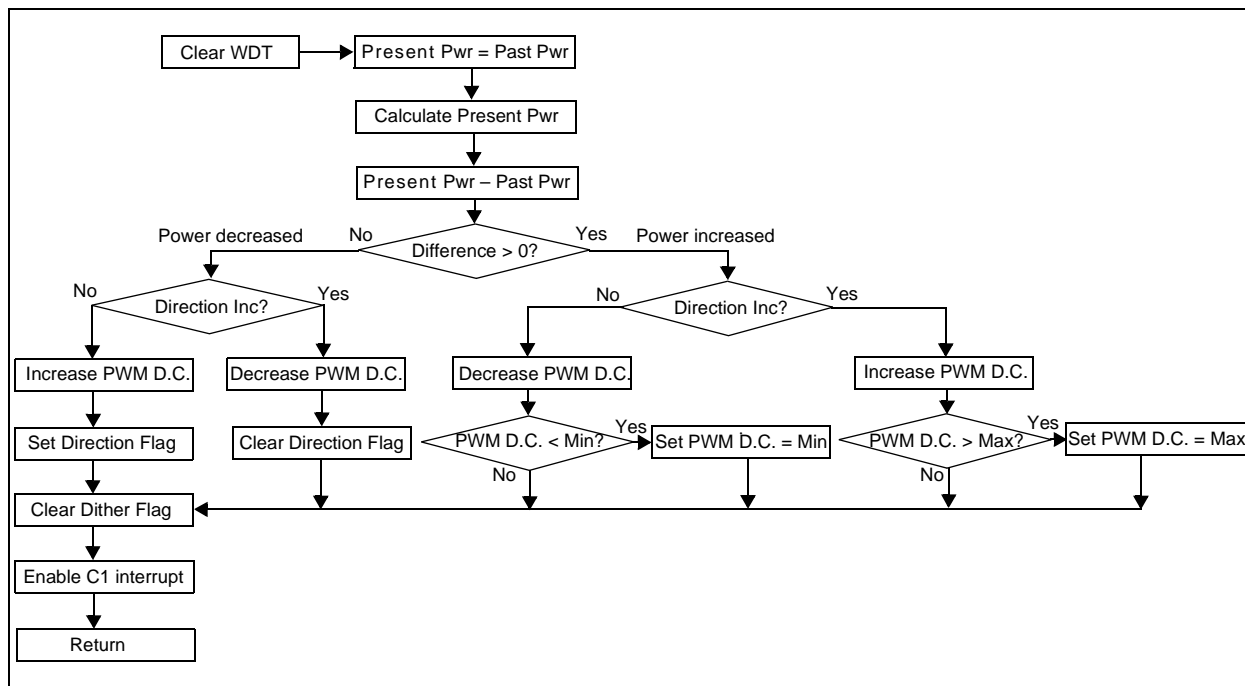 Clear WDT
Present Pwr = Past Pwr
Calculate Present Pwr
Present Pwr – Past Pwr
Power decreased
No
Difference > 0?
Yes
Power increased
No
Direction Inc?
Yes
No
Direction Inc?
Yes
Increase PWM D.C.
Decrease PWM D.C.
Decrease PWM D.C.
Increase PWM D.C.
Set Direction Flag
Clear Direction Flag
PWM D.C. < Min?
Yes
Set PWM D.C. = Min
PWM D.C. > Max?
Yes
Set PWM D.C. = Max
No
No
Clear Dither Flag
Enable C1 interrupt
Return